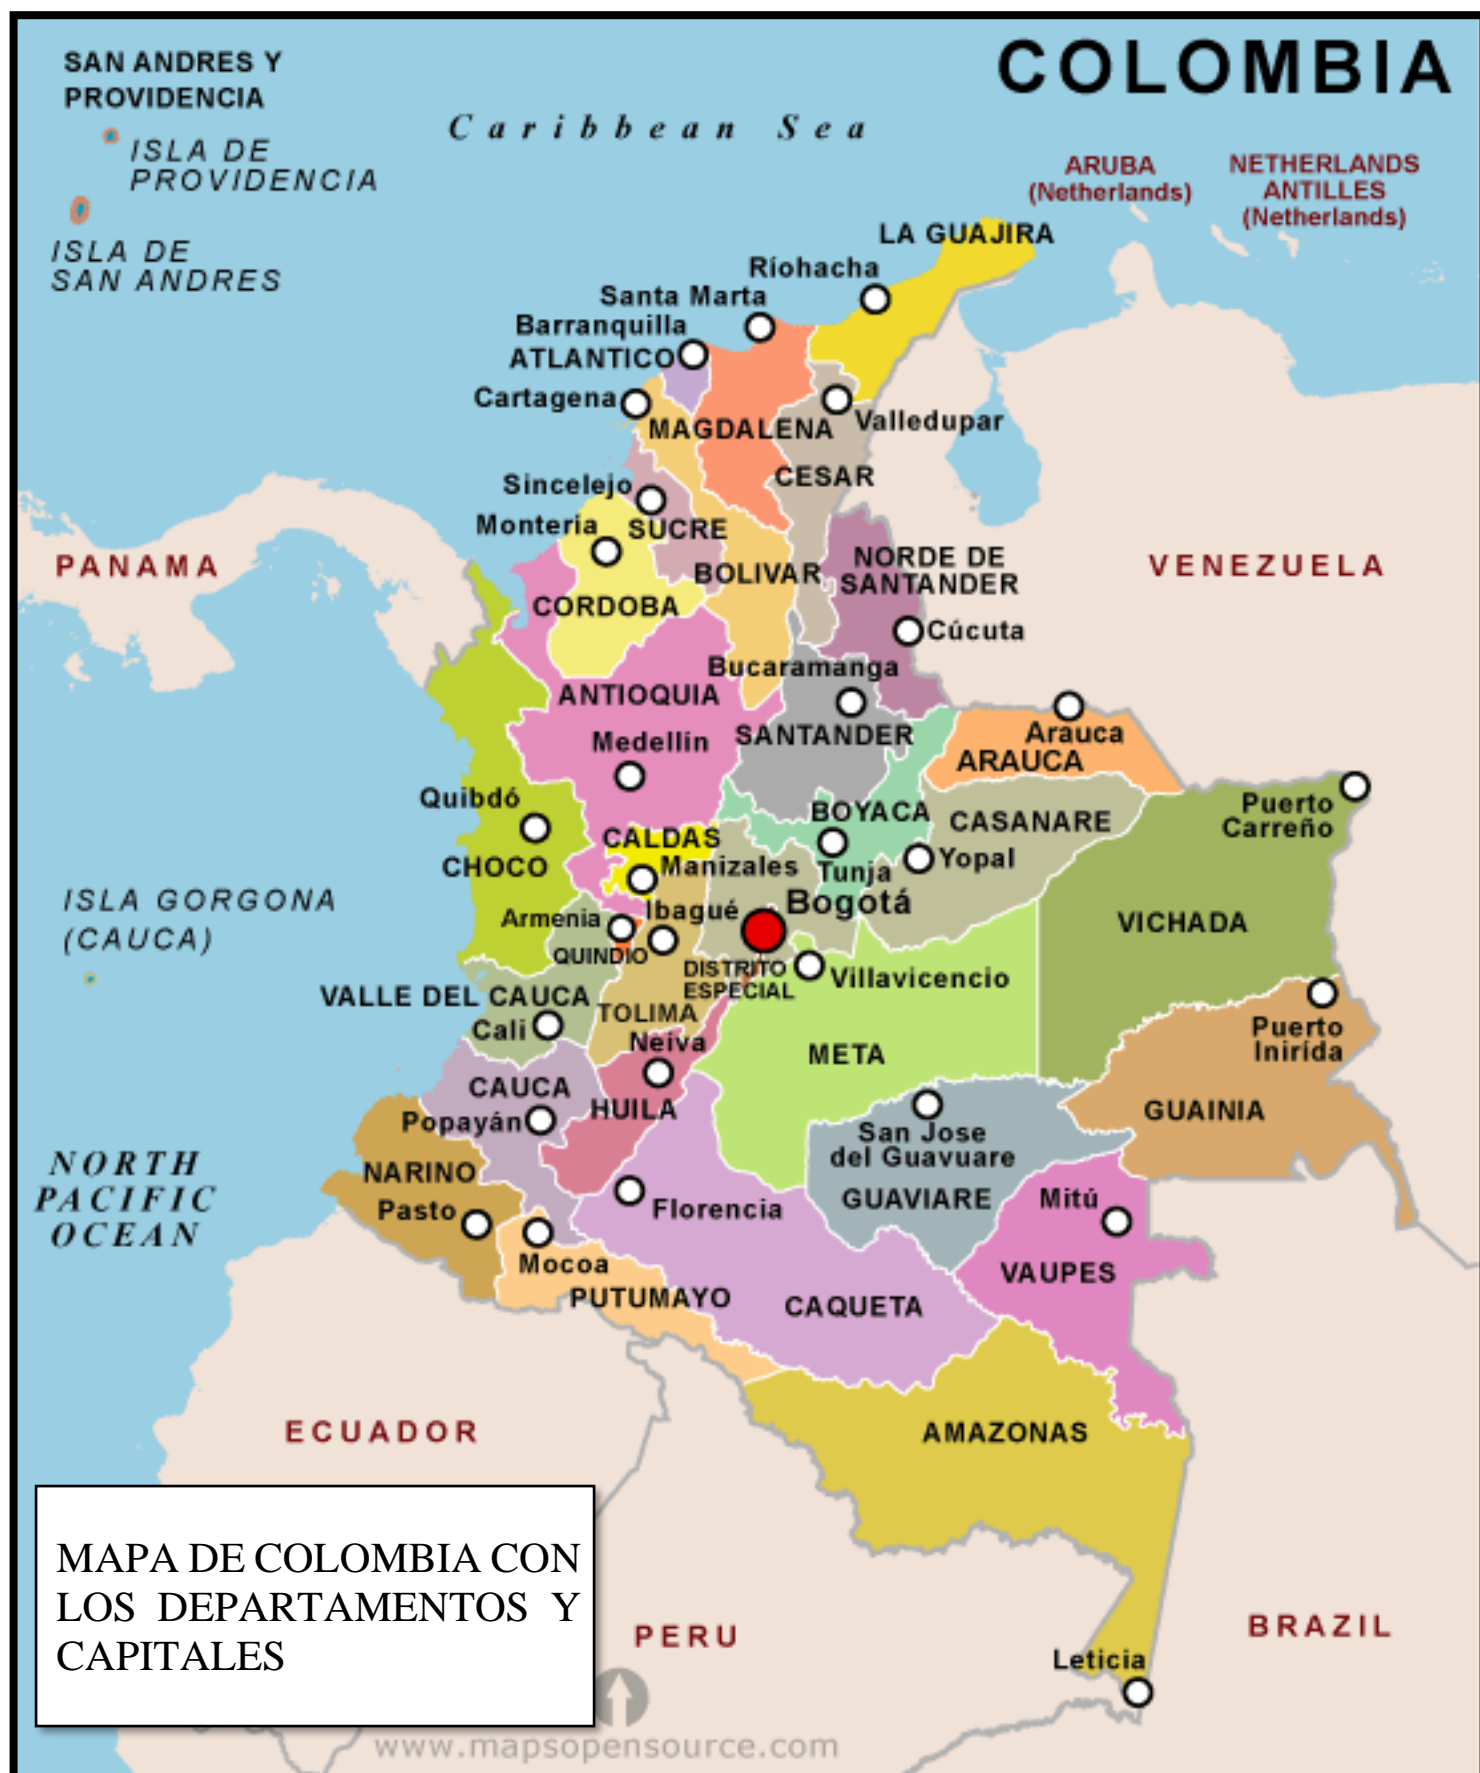 COLOMBIA
SAN ANDRES Y
PROVIDENCIA
ISLA DE
PROVIDENCIA
ISLA DE
SAN ANDRES
Caribbean Sea
ARUBA
(Netherlands)
NETHERLANDS
ANTILLES
(Netherlands)
LA GUAJIRA
Ríohacha
Santa Marta
Barranquilla
ATLANTICO
Cartagena
MAGDALENA
Valledupar
CESAR
Sincelejo
Monteria
SUCRE
PANAMA
BOLIVAR
NORDE DE
SANTANDER
VENEZUELA
CORDOBA
Cúcuta
Bucaramanga
ANTIOQUIA
SANTANDER
Medellín
Arauca
ARAUCA
Quibdó
BOYACA
CASANARE
Puerto
Carreño
CALDAS
CHOCO
Manizales
Tunja
Yopal
ISLA GORGONA
(CAUCA)
Armenia
Ibagué
Bogotá
VICHADA
QUINDIO
DISTRITO
ESPECIAL
Villavicencio
VALLE DEL CAUCA
Cali
TOLIMA
Neiva
META
Puerto
Inirída
CAUCA
HUILA
Popayán
GUAINIA
San Jose
del Guavuare
NORTH
PACIFIC
OCEAN
NARINO
Pasto
Florencia
GUAVIARE
Mitú
Mocoa
PUTUMAYO
CAQUETA
VAUPES
ECUADOR
AMAZONAS
MAPA DE COLOMBIA CON
LOS DEPARTAMENTOS Y
CAPITALES
PERU
BRAZIL
Leticia
www.mapsopensource.com